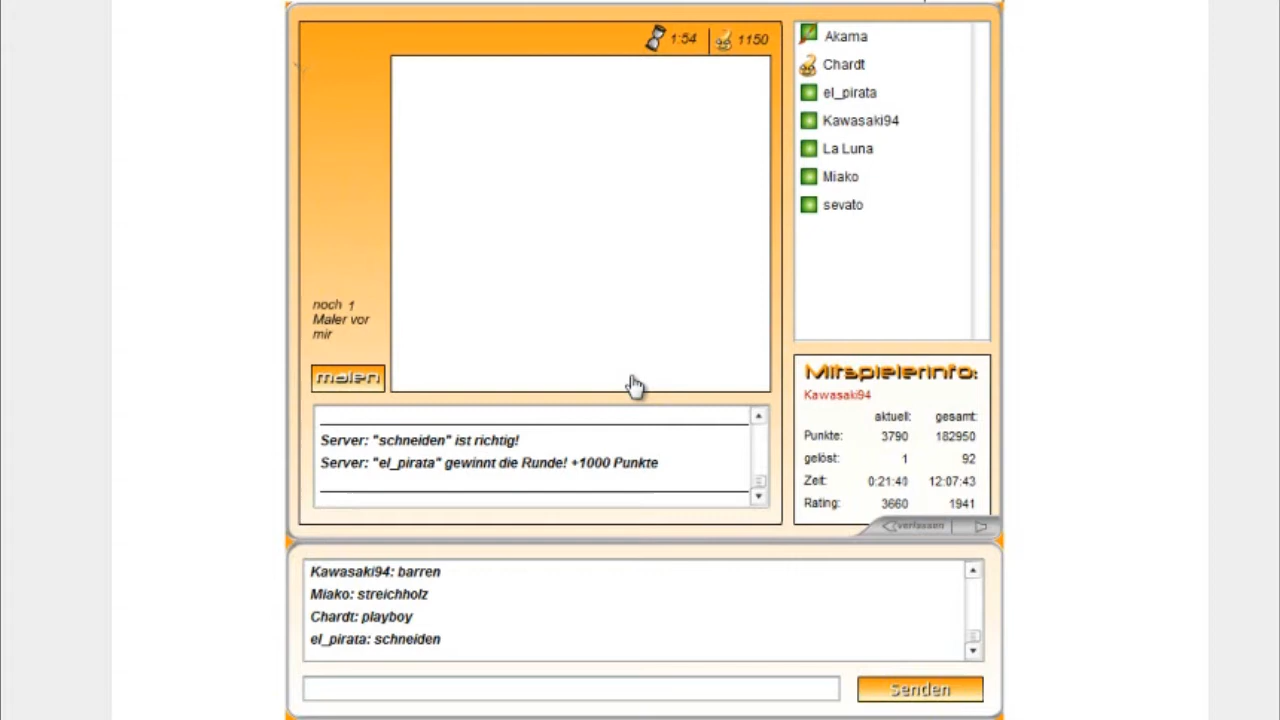 1:54
1150
noch 1
Maler vor
mir
malen
Server: "schneiden" ist richtig!
Server: "el_pirata" gewinnt die Runde! +1000 Punkte
Akama
Chardt
el_pirata
Kawasaki94
La Luna
Miako
sevato
Mitspielerinfo:
Kawasaki94
aktuell: gesamt:
Punkte: 3790 182950
gelöst: 1 92
Zeit: 0:21:40 12:07:43
Rating: 3660 1941
verlassen
Kawasaki94: barren
Miako: streichholz
Chardt: playboy
el_pirata: schneiden
Senden